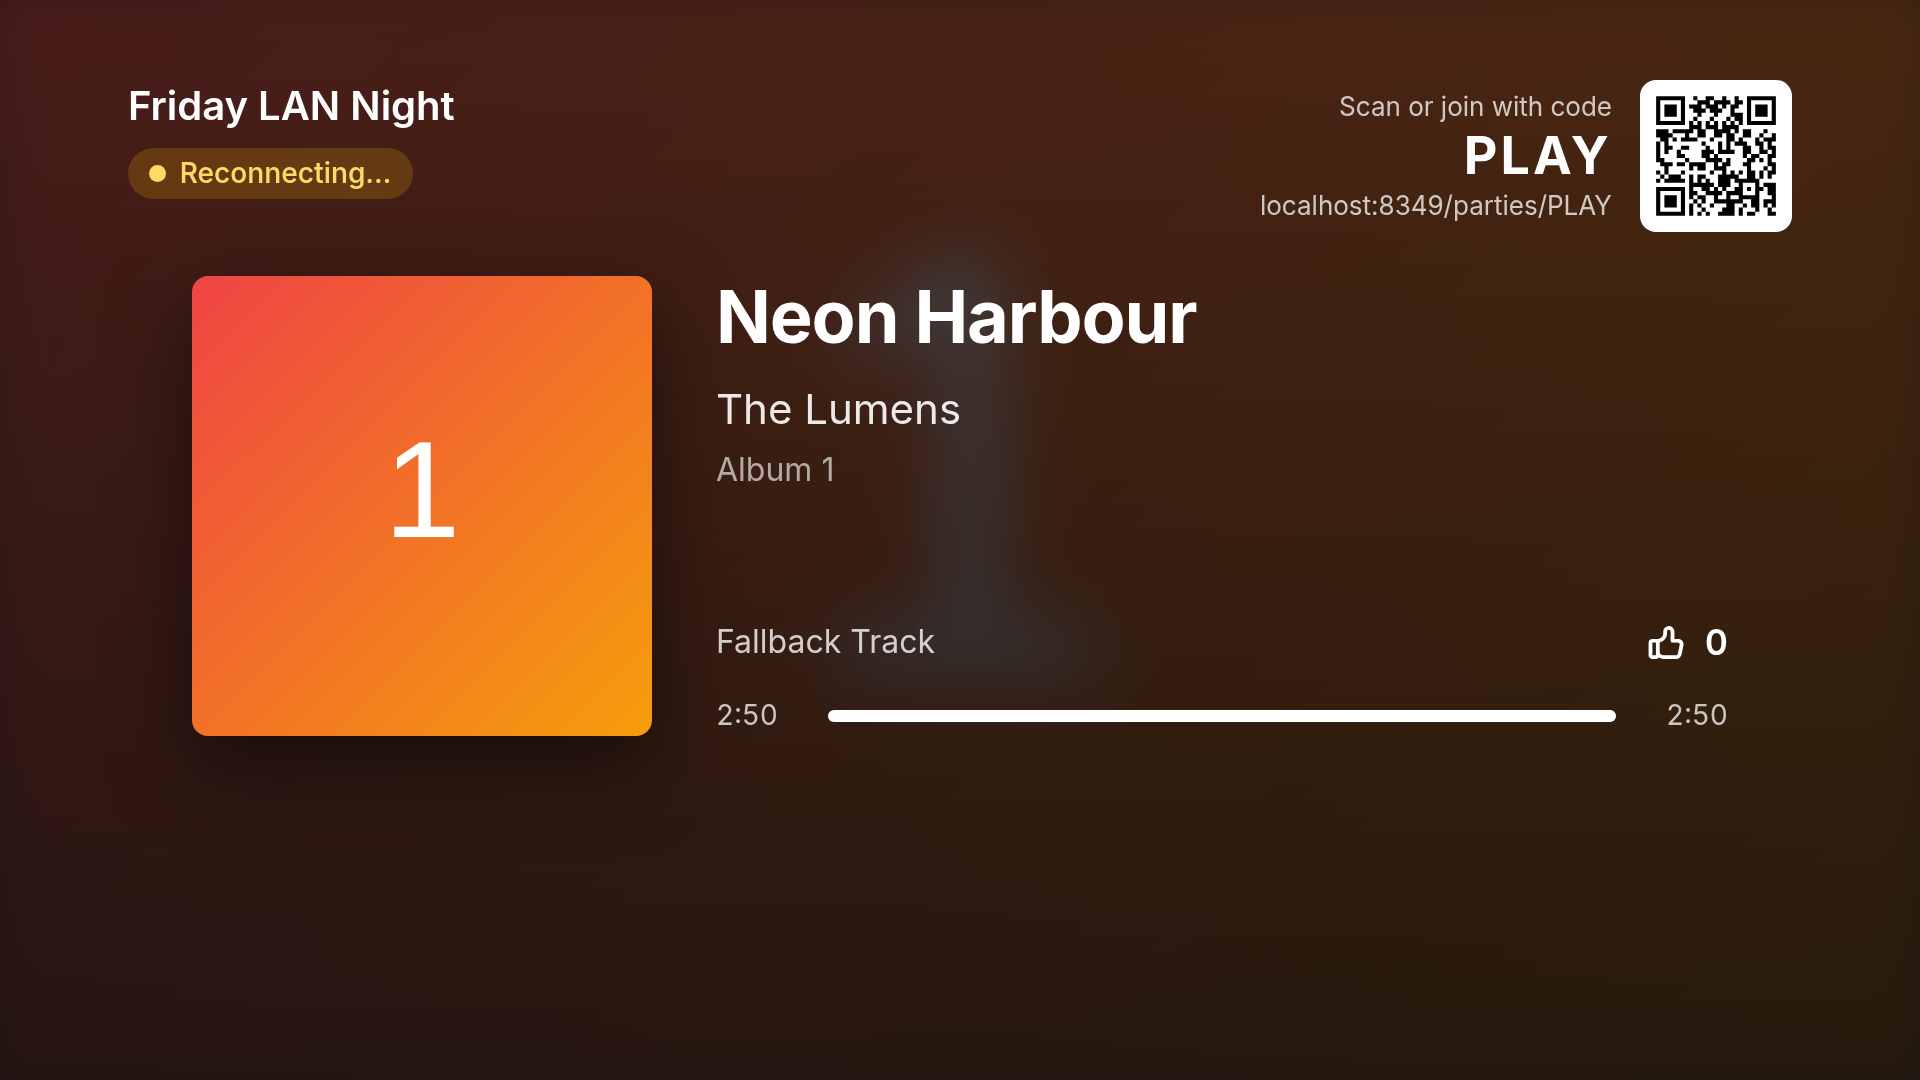 Friday LAN Night
Reconnecting...
Scan or join with code
PLAY
localhost:8349/parties/PLAY
1
Neon Harbour
The Lumens
Album 1
Fallback Track
0
2:50
2:50